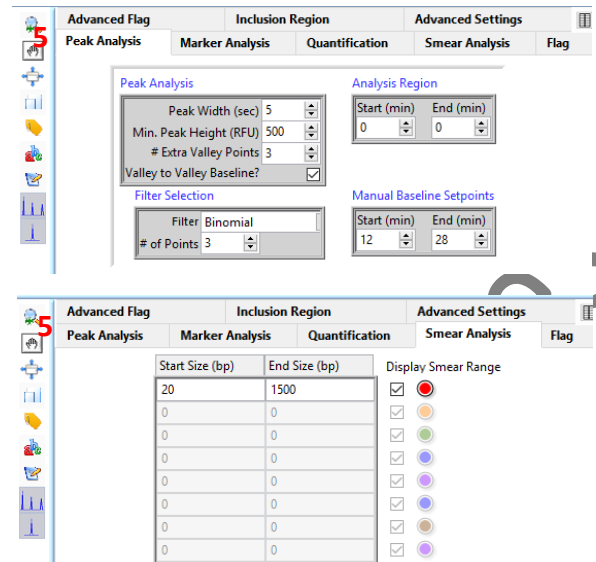 5
Advanced Flag Inclusion Region Advanced Settings
Peak Analysis Marker Analysis Quantification Smear Analysis Flag
Peak Analysis Analysis Region
Peak Width (sec) 5 Start (min) End (min)
Min. Peak Height (RFU) 500 0 0
# Extra Valley Points 3
Valley to Valley Baseline?
Filter Selection Manual Baseline Setpoints
Filter Binomial Start (min) End (min)
# of Points 3 12 28
5
Advanced Flag Inclusion Region Advanced Settings
Peak Analysis Marker Analysis Quantification Smear Analysis Flag
Start Size (bp) End Size (bp) Display Smear Range
20 1500
0 0
0 0
0 0
0 0
0 0
0 0
0 0